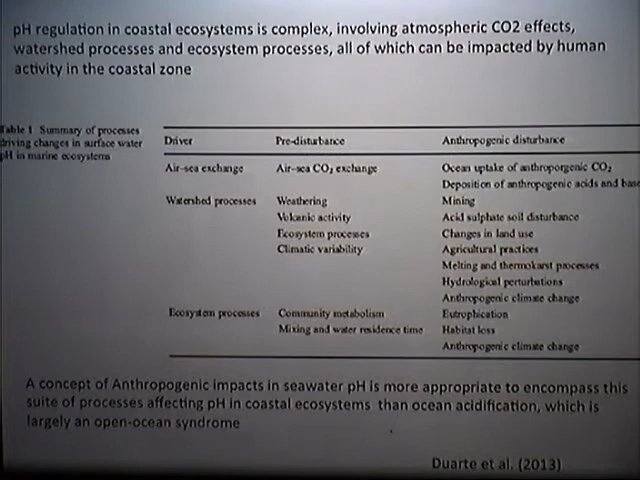 pH regulation in coastal ecosystems is complex, involving atmospheric CO2 effects,
watershed processes and ecosystem processes, all of which can be impacted by human
activity in the coastal zone
Table 1 Summary of processes
driving changes in surface water
pH in marine ecosystems
Driver Pre-disturbance Anthropogenic disturbance
Air–sea exchange Air–sea CO₂ exchange Ocean uptake of anthroporgenic CO₂
Deposition of anthropogenic acids and base
Watershed processes Weathering Mining
Volcanic activity Acid sulphate soil disturbance
Ecosystem processes Changes in land use
Climatic variability Agricultural practices
Melting and thermokarst processes
Hydrological perturbations
Anthropogenic climate change
Ecosystem processes Community metabolism Eutrophication
Mixing and water residence time Habitat loss
Anthropogenic climate change
A concept of Anthropogenic impacts in seawater pH is more appropriate to encompass this
suite of processes affecting pH in coastal ecosystems than ocean acidification, which is
largely an open-ocean syndrome
Duarte et al. (2013)